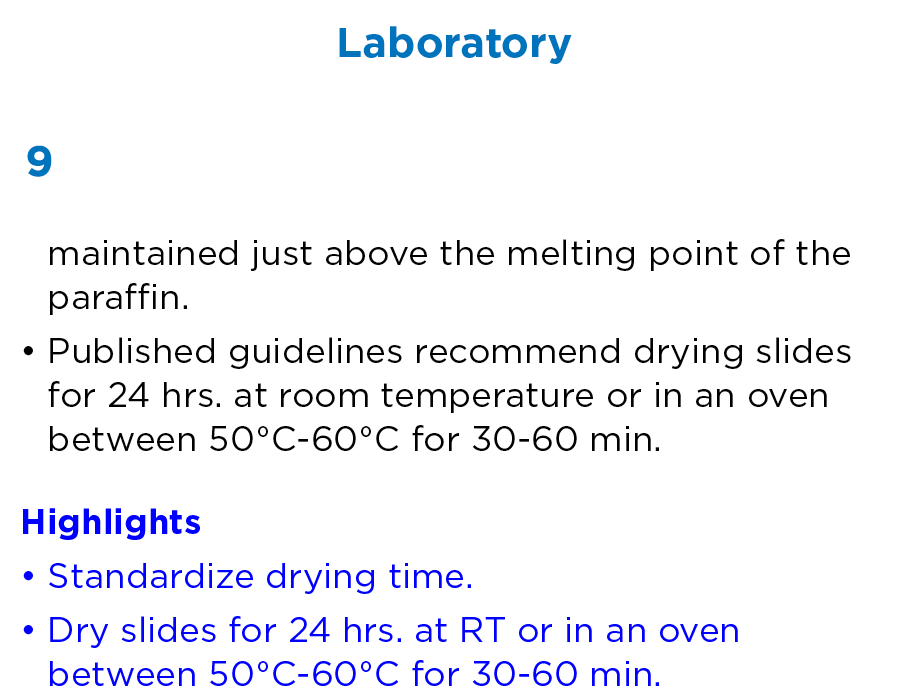 Laboratory
9
maintained just above the melting point of the
paraffin.
• Published guidelines recommend drying slides
for 24 hrs. at room temperature or in an oven
between 50°C-60°C for 30-60 min.
Highlights
• Standardize drying time.
• Dry slides for 24 hrs. at RT or in an oven
between 50°C-60°C for 30-60 min.